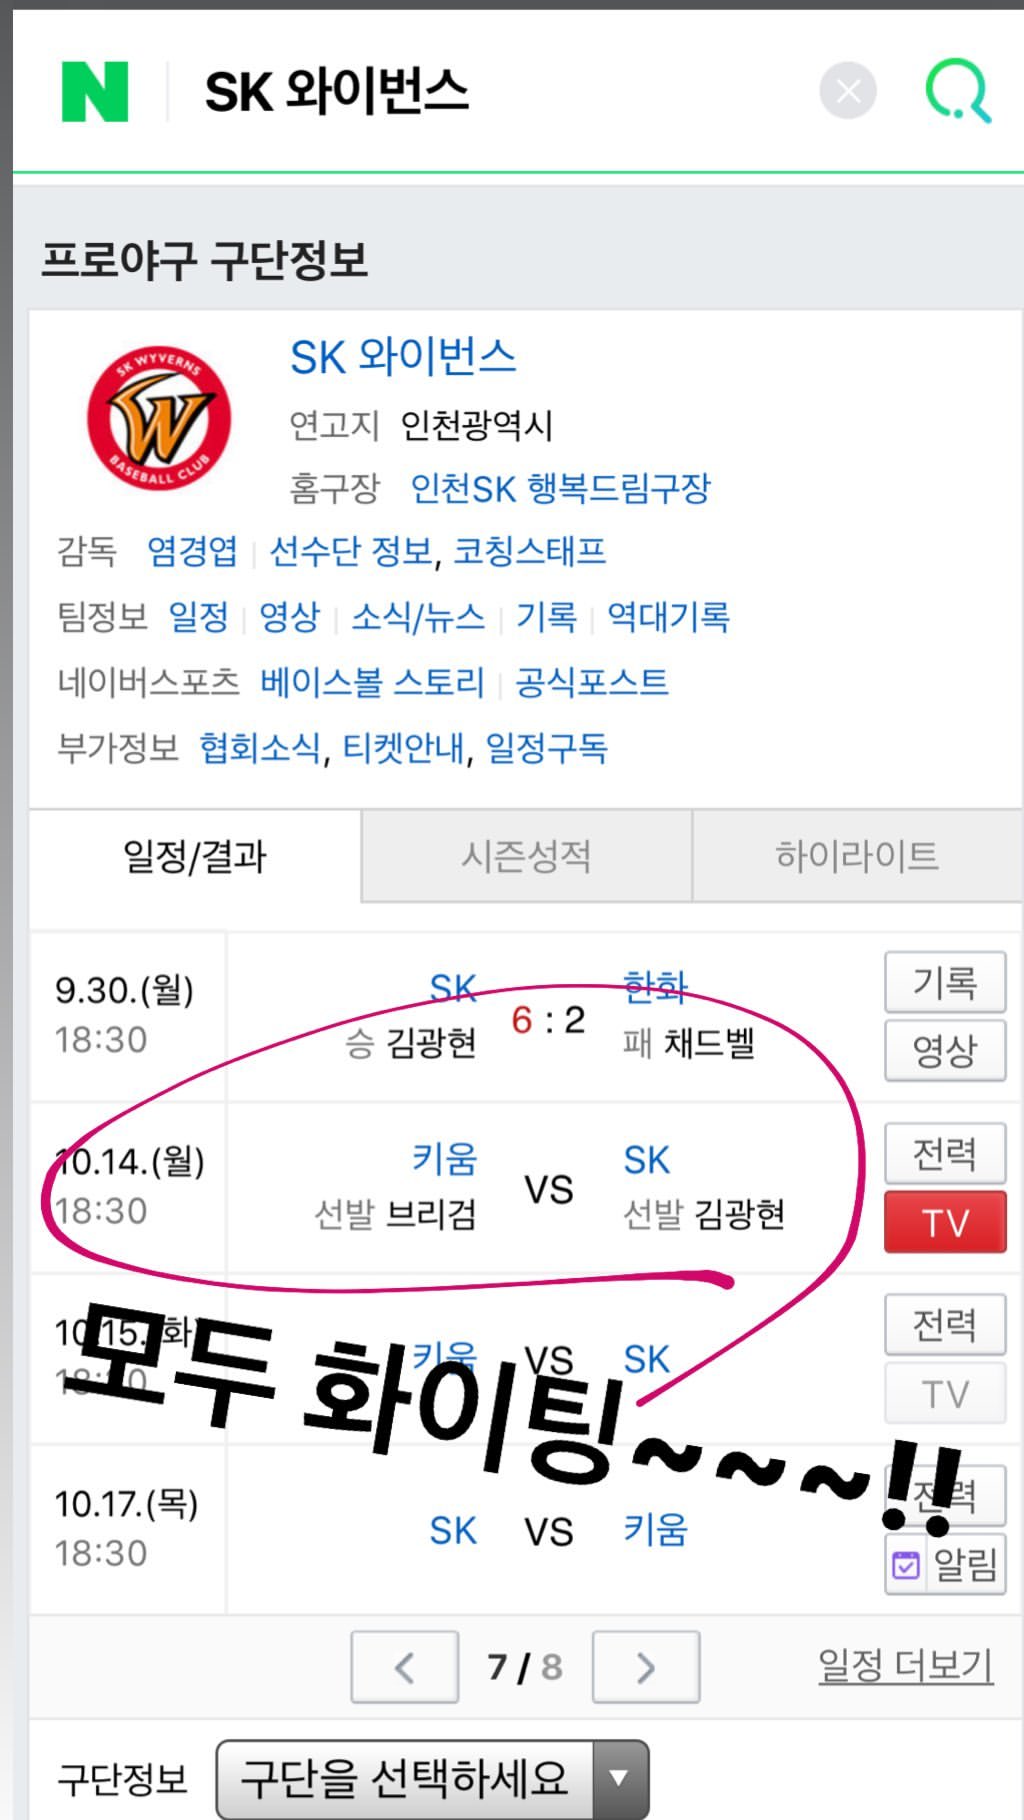 N SK 와이번스
프로야구 구단정보
SK WYVERNS
BASEBALL CLUB
SK 와이번스
연고지 인천광역시
홈구장 인천SK 행복드림구장
감독 염경엽 선수단 정보, 코칭스태프
팀정보 일정 영상 소식/뉴스 기록 역대기록
네이버스포츠 베이스볼 스토리 공식포스트
부가정보 협회소식, 티켓안내, 일정구독
일정/결과 시즌성적 하이라이트
9.30.(월) SK 6 : 2 한화 기록
18:30 승 김광현 패 채드벨 영상
10.14.(월) 키움 VS SK 전력
18:30 선발 브리검 선발 김광현 TV
10.15.(화) 키움 VS SK 전력
18:30 TV
모두 화이팅~~~!!
10.17.(목) SK VS 키움 전력
18:30 알림
7 / 8 일정 더보기
구단정보 구단을 선택하세요